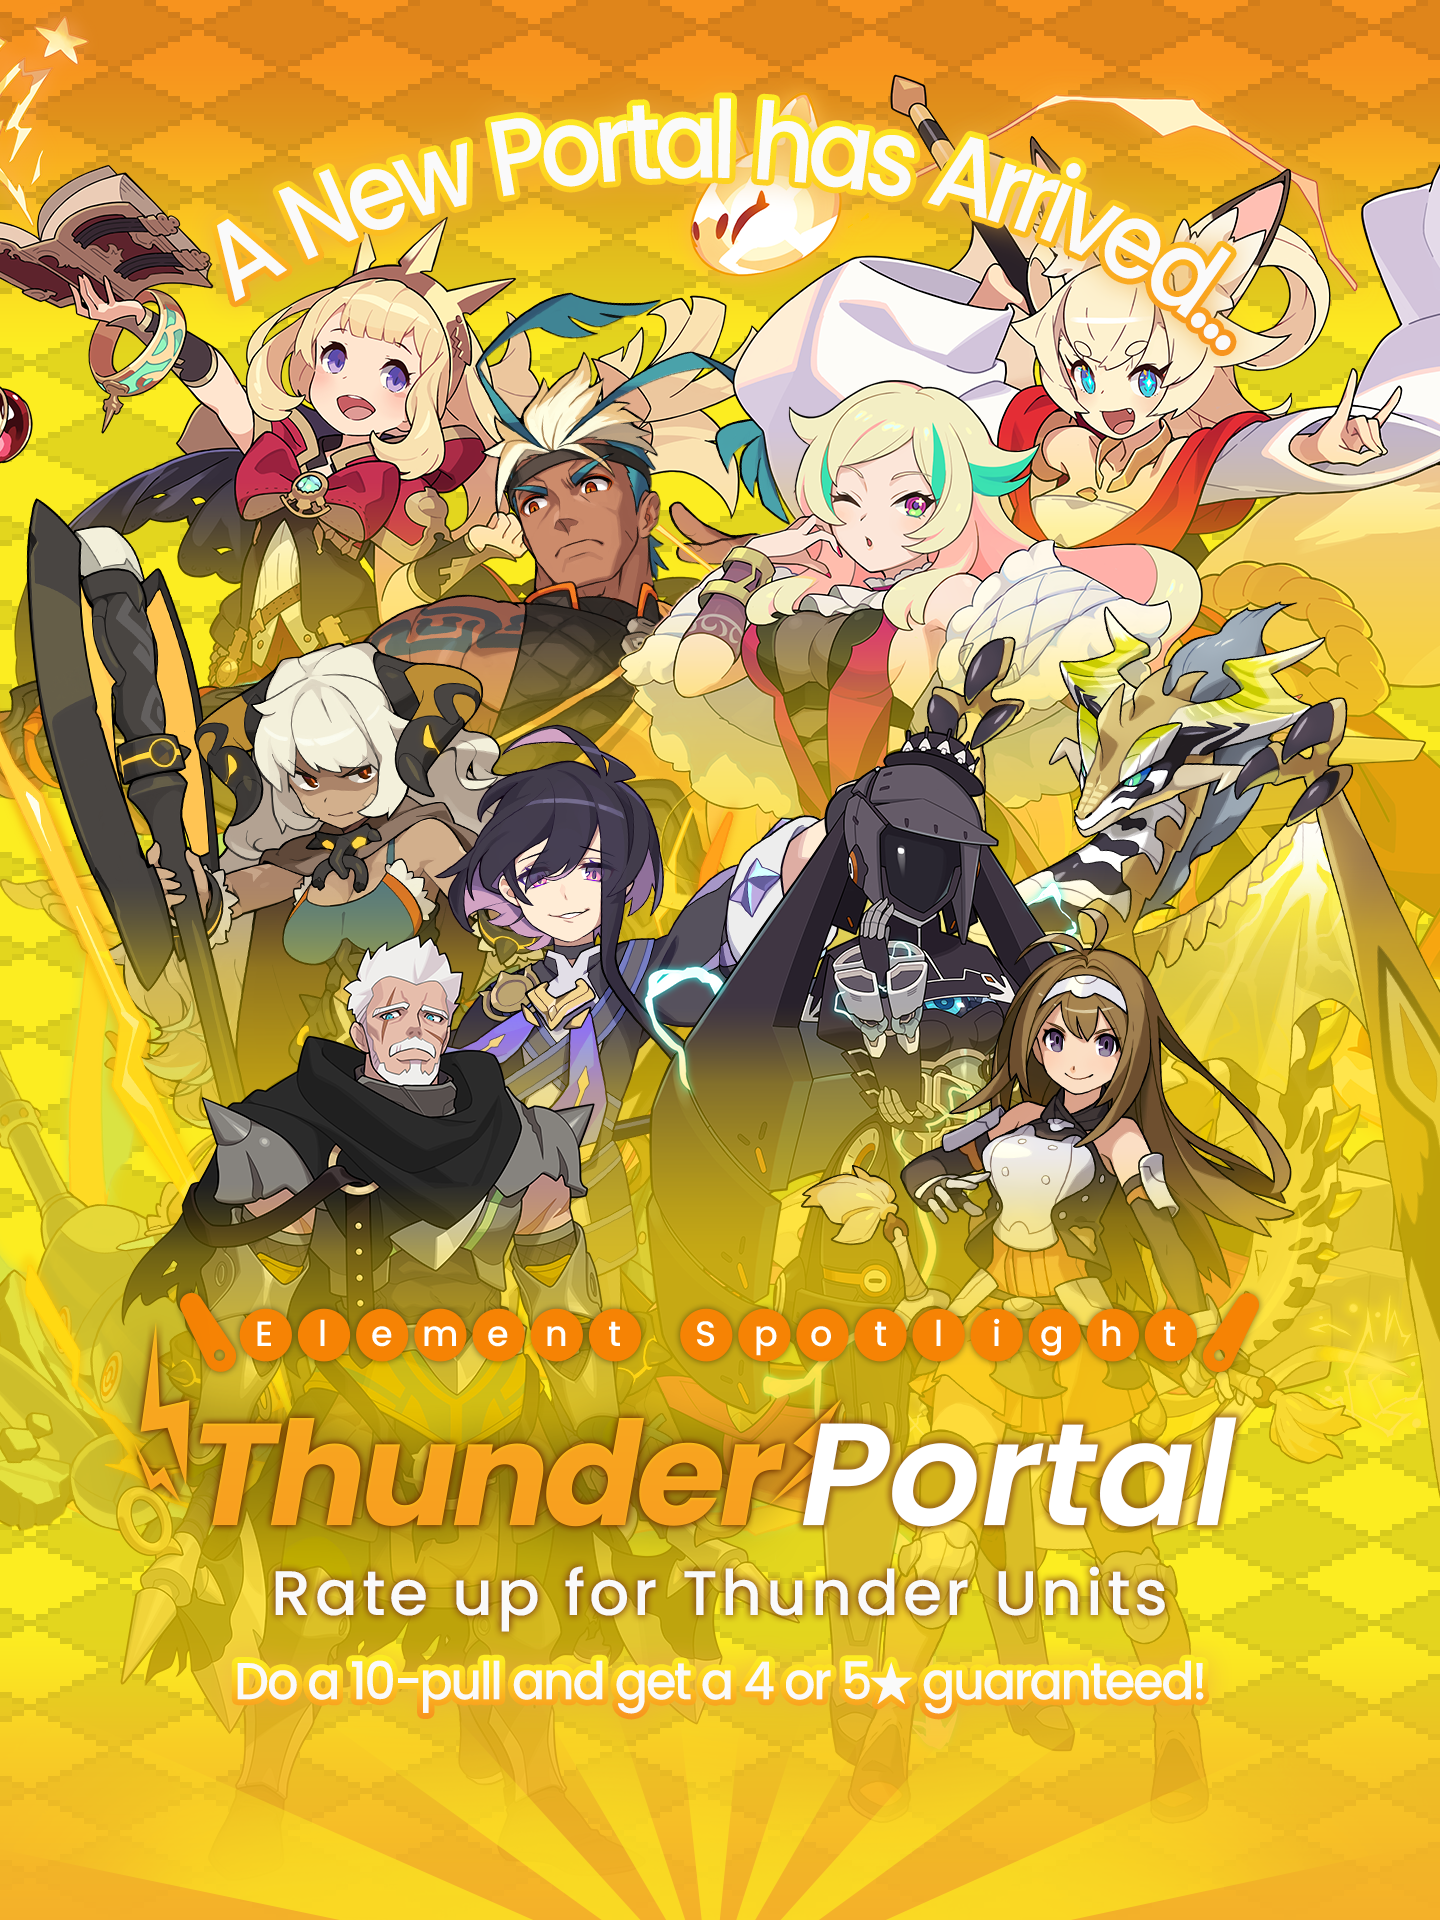 A New Portal has Arrived...
Element Spotlight
Thunder Portal
Rate up for Thunder Units
Do a 10-pull and get a 4 or 5★ guaranteed!